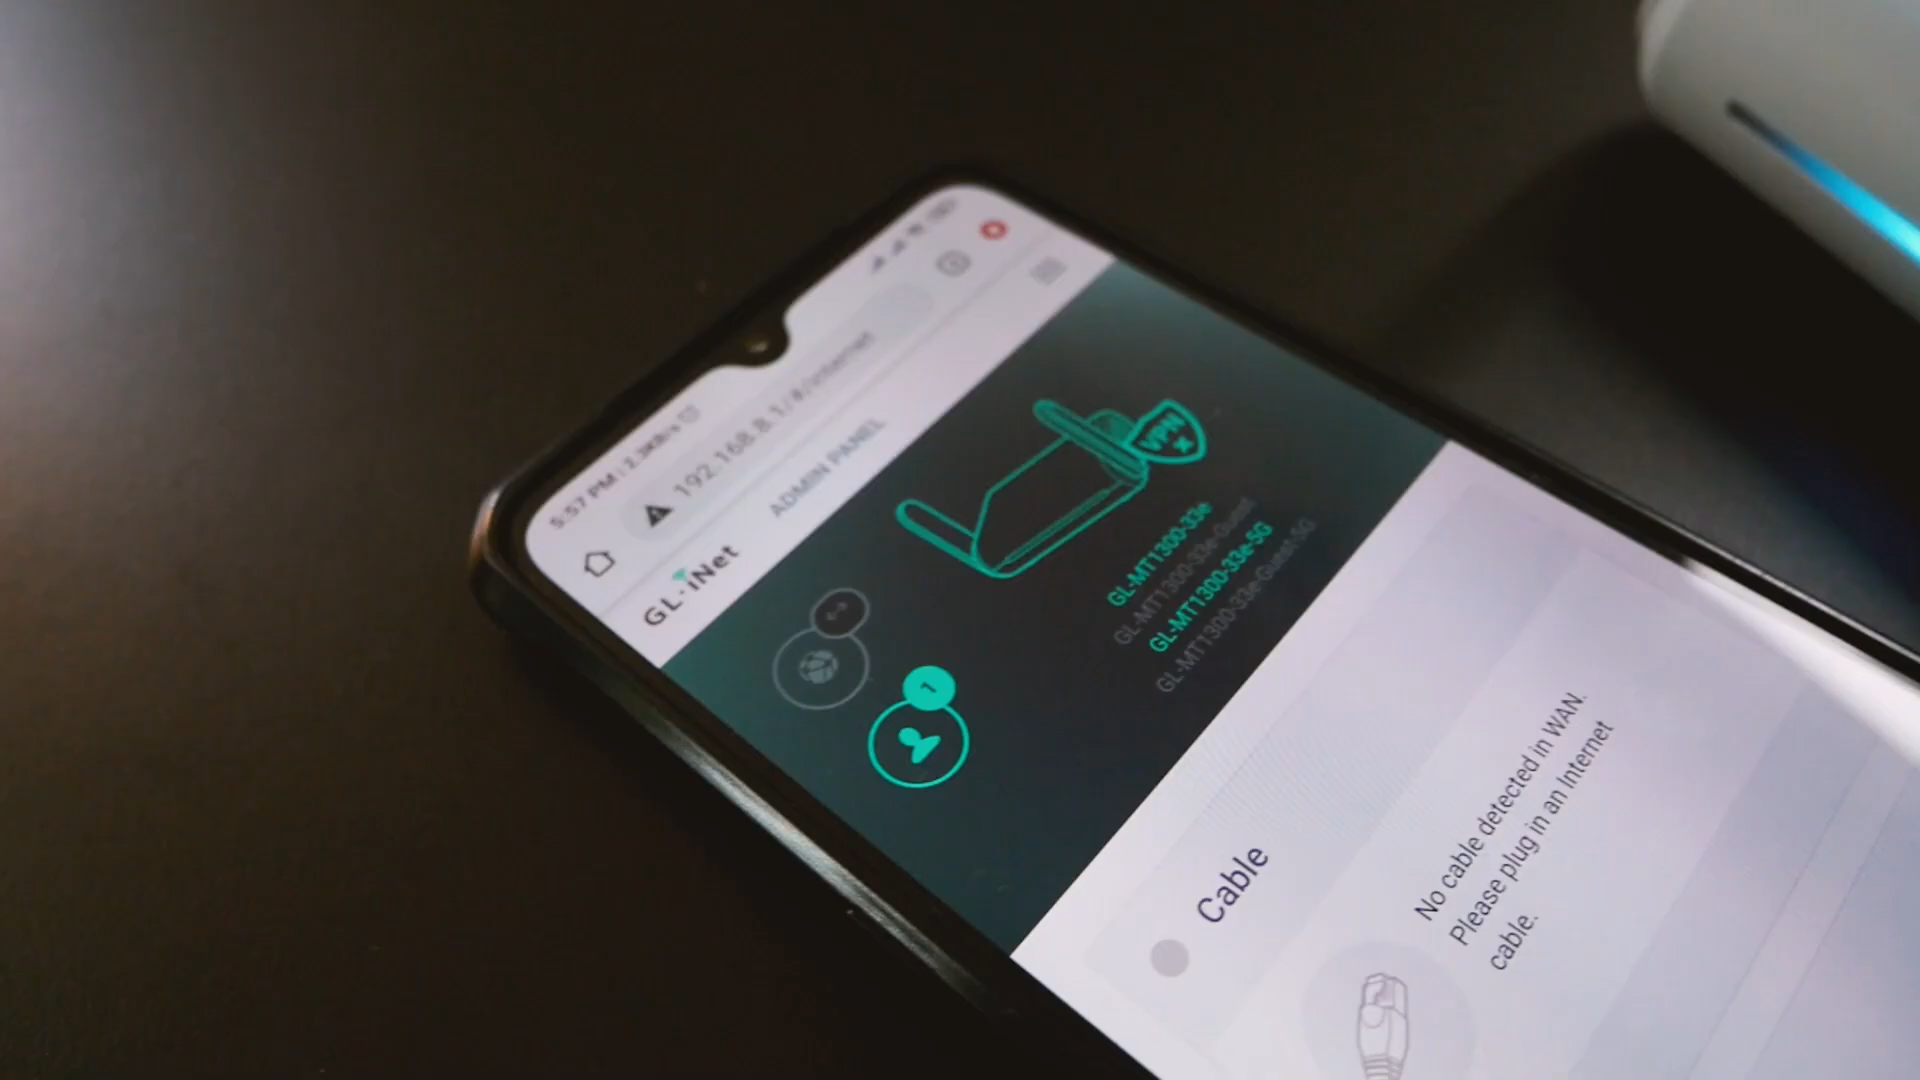 5:57 PM | 2.3KB/s
192.168.8.1/#/internet
GL·iNet
ADMIN PANEL
VPN
GL-MT1300-33e
GL-MT1300-33e-Guest
GL-MT1300-33e-5G
GL-MT1300-33e-Guest-5G
1
Cable
No cable detected in WAN.
Please plug in an Internet
cable.